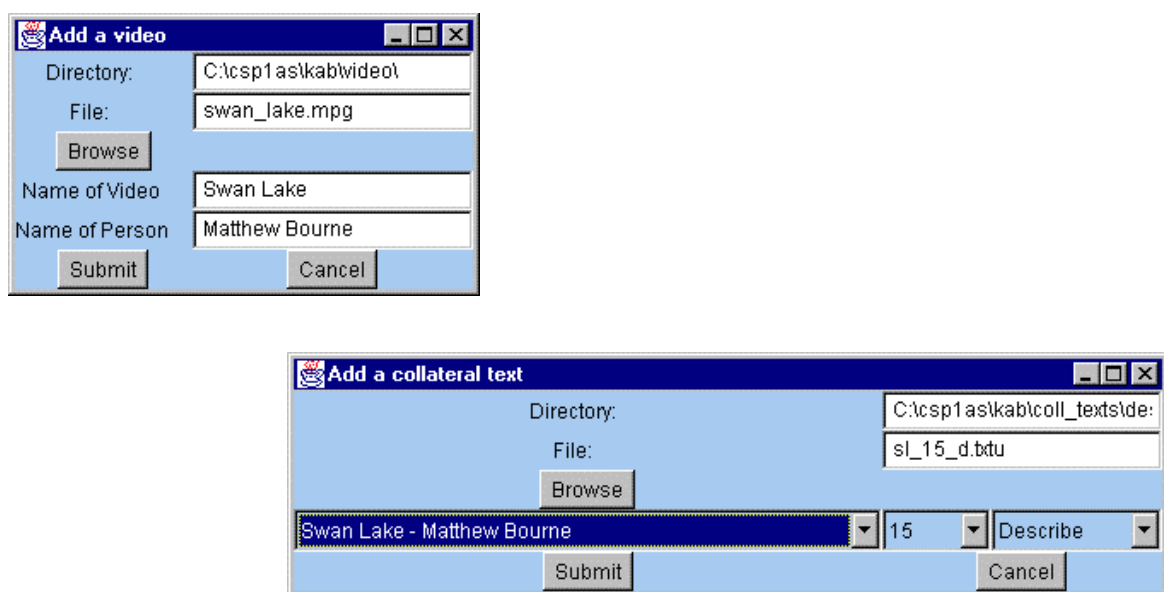 Add a video
Directory: C:\csp1as\kab\video\
File: swan_lake.mpg
Browse
Name of Video Swan Lake
Name of Person Matthew Bourne
Submit Cancel
Add a collateral text
Directory: C:\csp1as\kab\coll_texts\de
File: sl_15_d.txtu
Browse
Swan Lake - Matthew Bourne 15 Describe
Submit Cancel